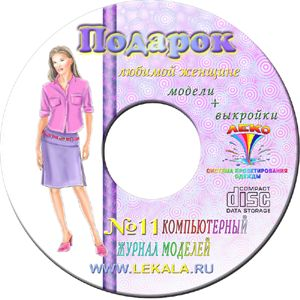 Подарок
любимой женщине
модели
+
выкройки
ЛЕКО
СИСТЕМА ПРОЕКТИРОВАНИЯ
ОДЕЖДЫ
COMPACT
disc
DATA STORAGE
№11 КОМПЬЮТЕРНЫЙ
ЖУРНАЛ МОДЕЛЕЙ
WWW.LEKALA.RU